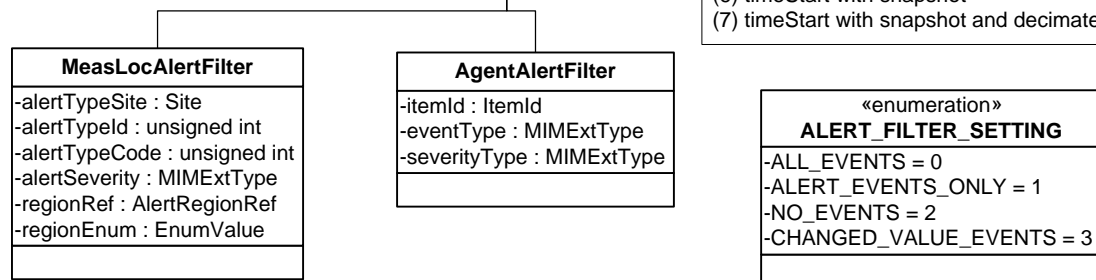 (7) timeStart with snapshot and decimate
MeasLocAlertFilter
-alertTypeSite : Site
-alertTypeId : unsigned int
-alertTypeCode : unsigned int
-alertSeverity : MIMExtType
-regionRef : AlertRegionRef
-regionEnum : EnumValue
AgentAlertFilter
-itemId : ItemId
-eventType : MIMExtType
-severityType : MIMExtType
«enumeration»
ALERT_FILTER_SETTING
-ALL_EVENTS = 0
-ALERT_EVENTS_ONLY = 1
-NO_EVENTS = 2
-CHANGED_VALUE_EVENTS = 3